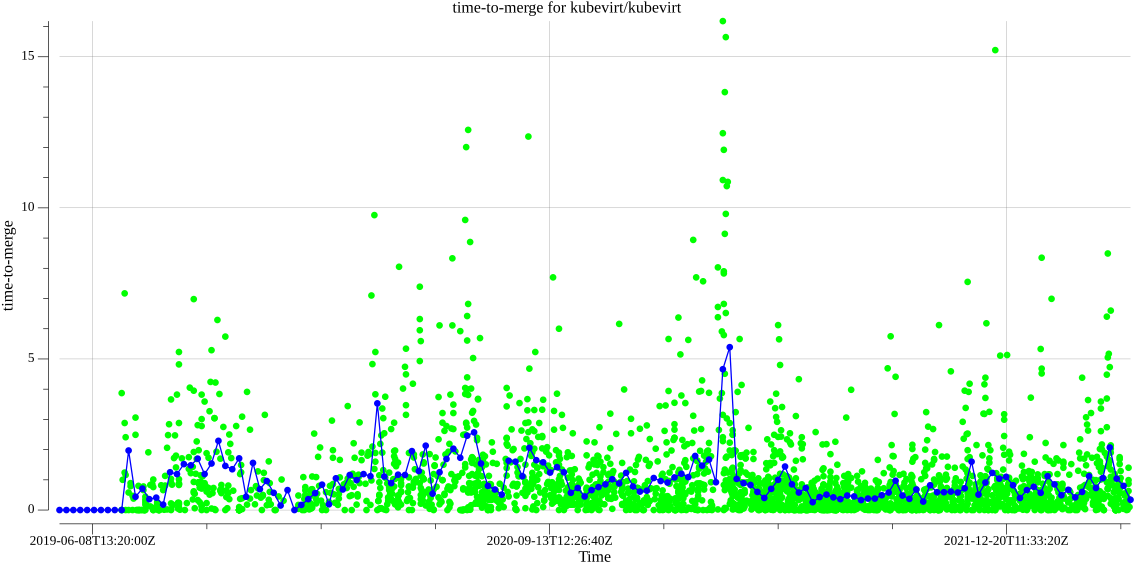 time-to-merge for kubevirt/kubevirt
15
10
5
0
time-to-merge
2019-06-08T13:20:00Z
2020-09-13T12:26:40Z
2021-12-20T11:33:20Z
Time